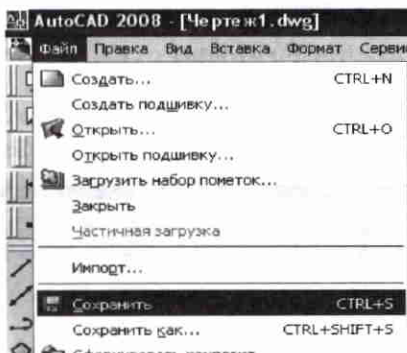 AutoCAD 2008 - [Чертеж1.dwg]
Файл Правка Вид Вставка Формат Сервис
Создать... CTRL+N
Создать подшивку...
Открыть... CTRL+O
Открыть подшивку...
Загрузить набор пометок...
Закрыть
Частичная загрузка
Импорт...
Сохранить CTRL+S
Сохранить как... CTRL+SHIFT+S